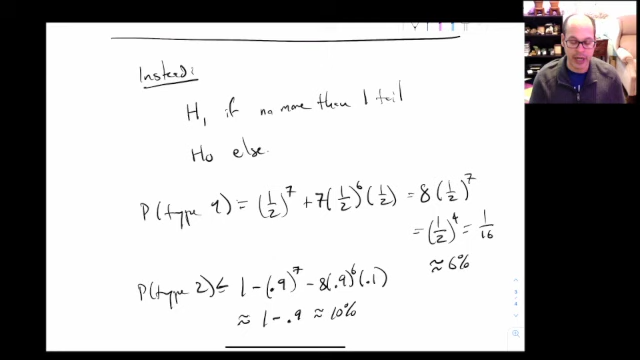 Instead:
H₁ if no more than 1 tail
H₀ else.
P(type 1) = (1/2)⁷ + 7(1/2)⁶(1/2) = 8(1/2)⁷
= (1/2)⁴ = 1/16
≈ 6%
P(type 2) ≤ 1 - (.9)⁷ - 8(.9)⁶(.1)
≈ 1 - .9 ≈ 10%